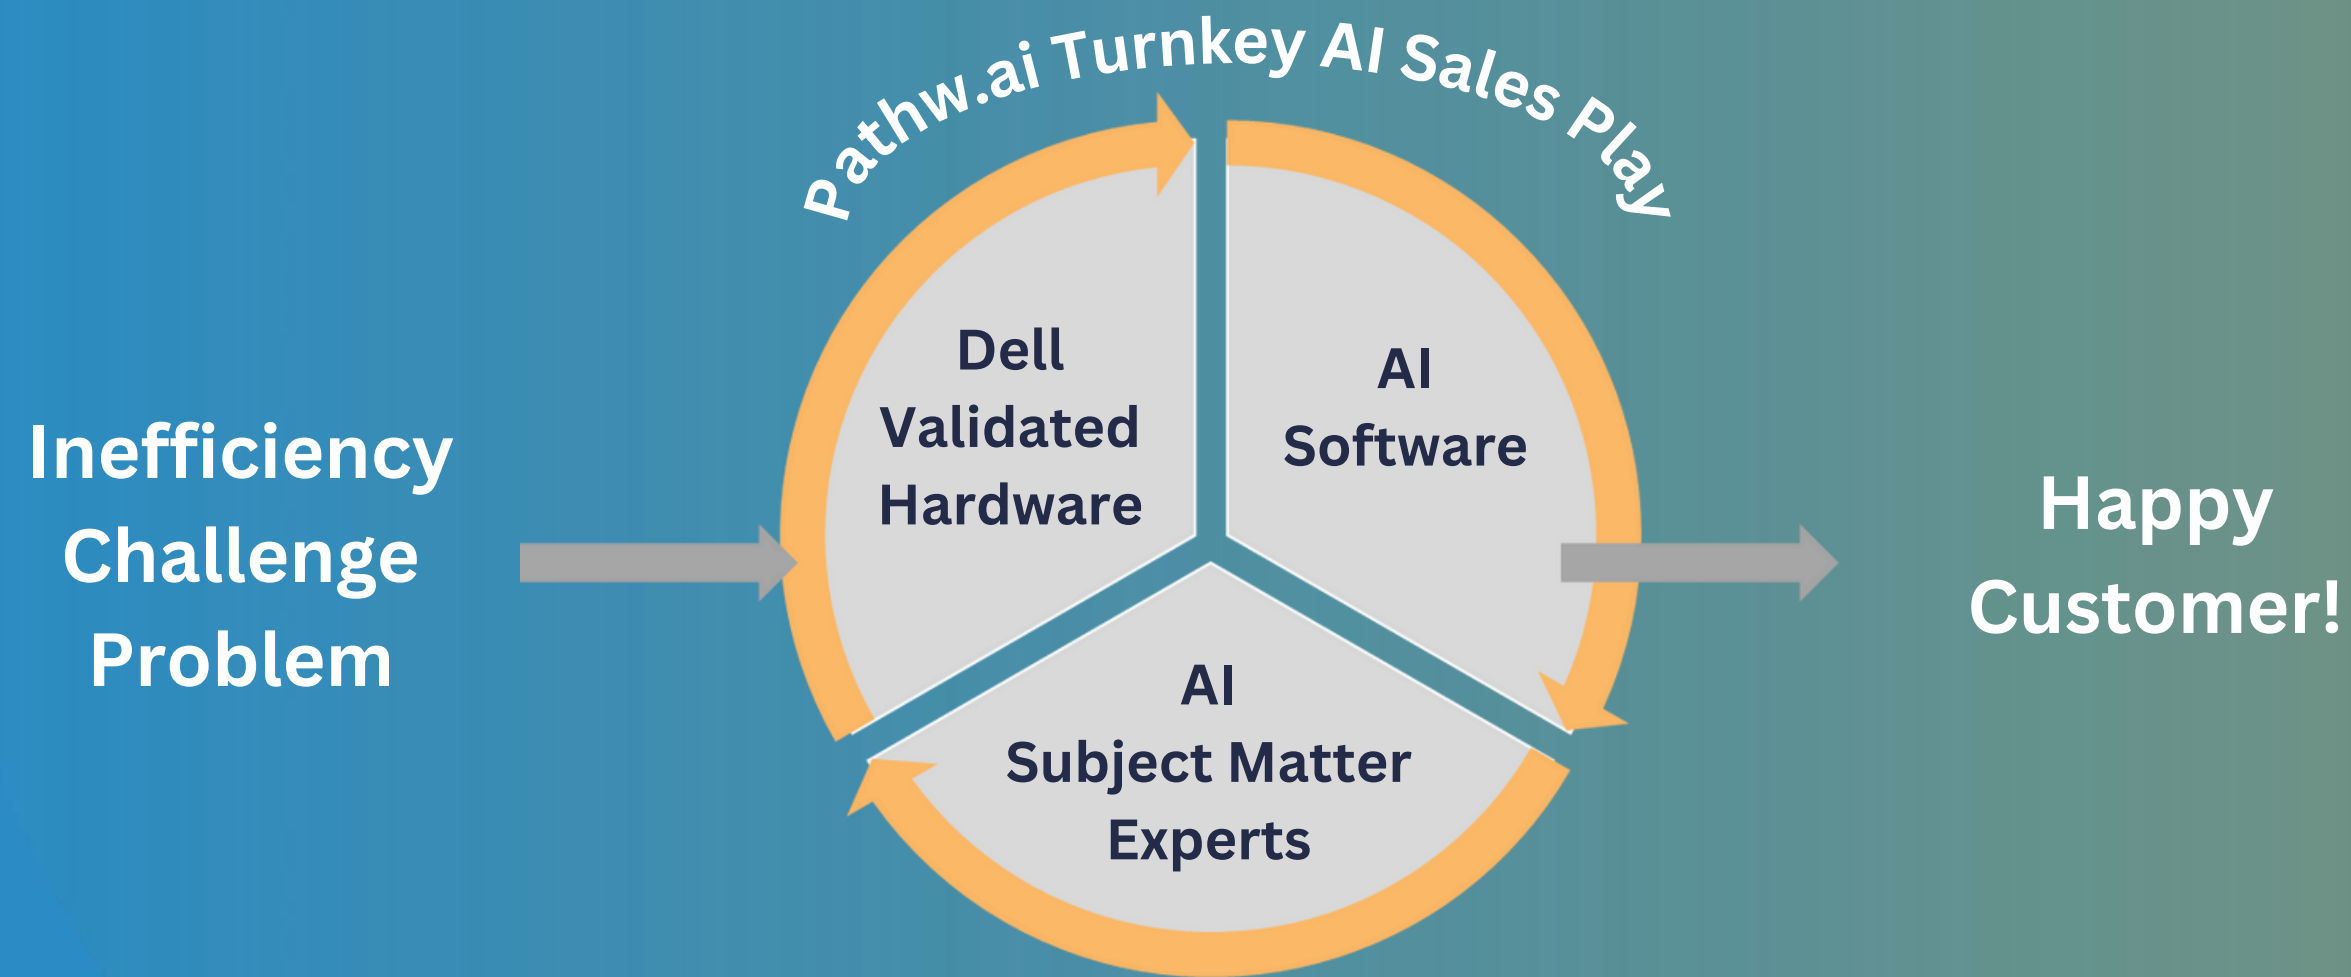 Pathw.ai Turnkey AI Sales Play
Inefficiency
Challenge
Problem
Dell
Validated
Hardware
AI
Software
AI
Subject Matter
Experts
Happy
Customer!